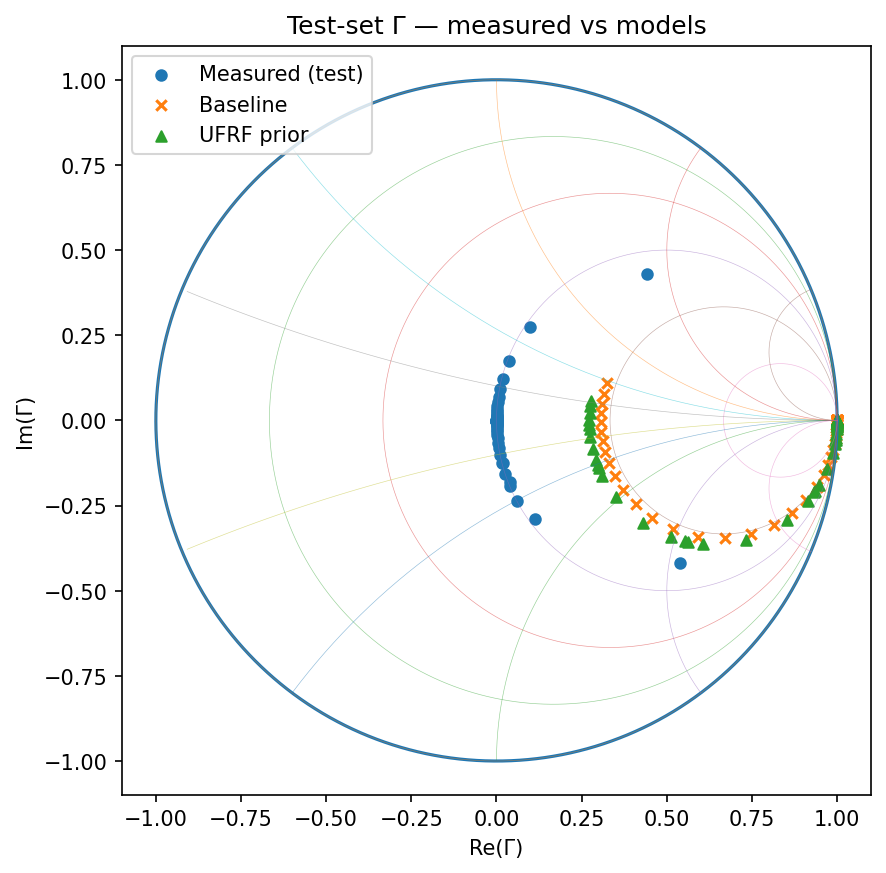 Test-set Γ — measured vs models
Measured (test)
Baseline
UFRF prior
1.00
0.75
0.50
0.25
0.00
−0.25
−0.50
−0.75
−1.00
Im(Γ)
−1.00 −0.75 −0.50 −0.25 0.00 0.25 0.50 0.75 1.00
Re(Γ)